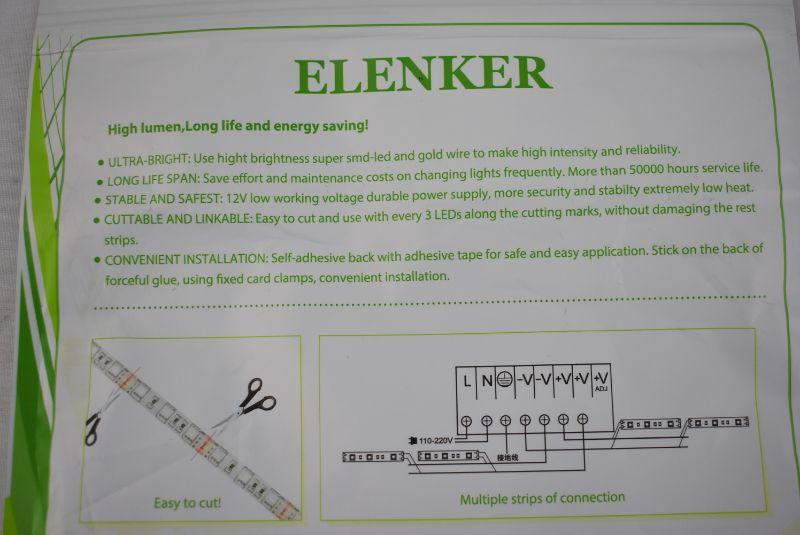 ELENKER
High lumen,Long life and energy saving!
• ULTRA-BRIGHT: Use hight brightness super smd-led and gold wire to make high intensity and reliability.
• LONG LIFE SPAN: Save effort and maintenance costs on changing lights frequently. More than 50000 hours service life.
• STABLE AND SAFEST: 12V low working voltage durable power supply, more security and stabilty extremely low heat.
• CUTTABLE AND LINKABLE: Easy to cut and use with every 3 LEDs along the cutting marks, without damaging the rest
strips.
• CONVENIENT INSTALLATION: Self-adhesive back with adhesive tape for safe and easy application. Stick on the back of
forceful glue, using fixed card clamps, convenient installation.
Easy to cut!
L N -V -V +V +V +V
ADJ
110-220V
接地线
Multiple strips of connection